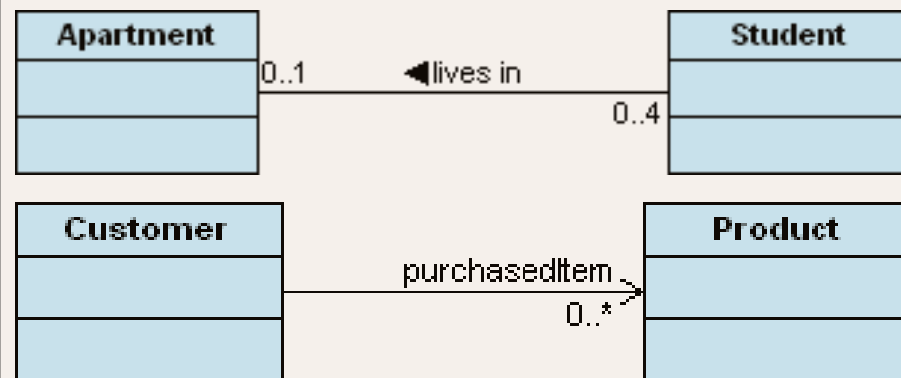 Apartment
Student
0..1
lives in
0..4
Customer
Product
purchasedItem
0..*